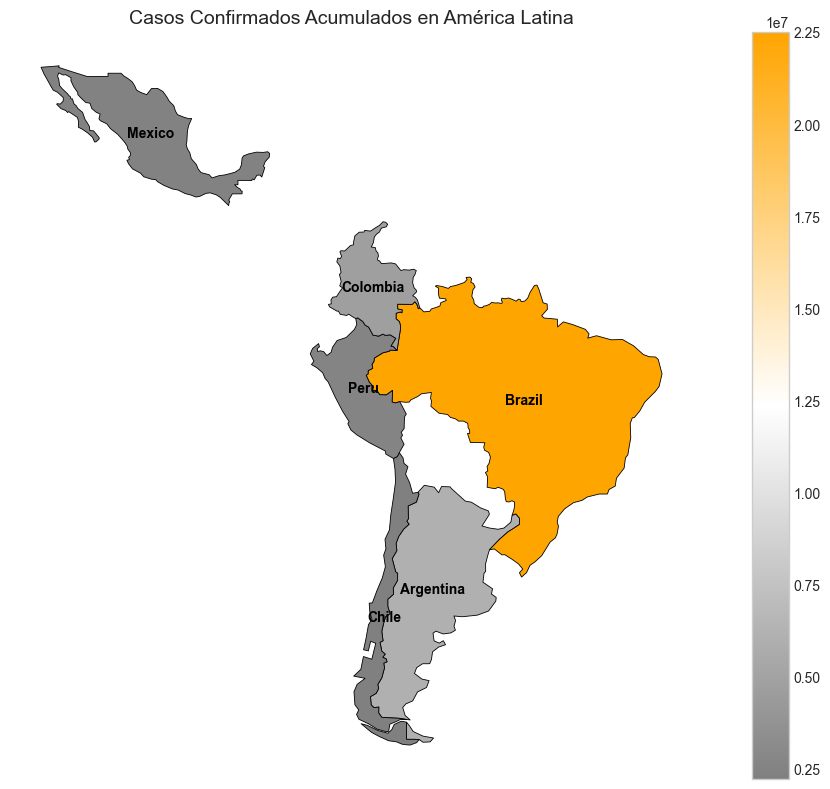 Casos Confirmados Acumulados en América Latina
1e7
2.25
2.00
1.75
1.50
1.25
1.00
0.75
0.50
0.25
Mexico
Colombia
Peru
Brazil
Argentina
Chile